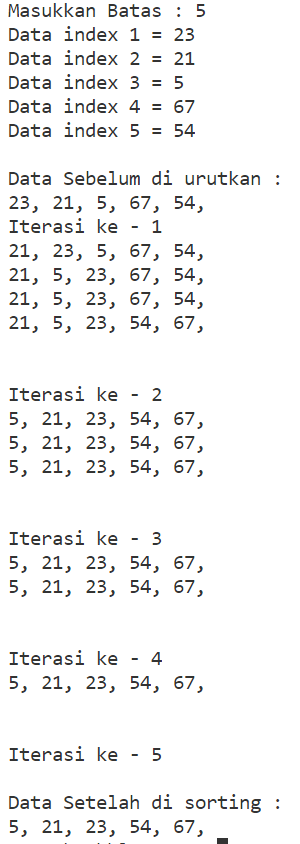 Masukkan Batas : 5
Data index 1 = 23
Data index 2 = 21
Data index 3 = 5
Data index 4 = 67
Data index 5 = 54
Data Sebelum di urutkan :
23, 21, 5, 67, 54,
Iterasi ke - 1
21, 23, 5, 67, 54,
21, 5, 23, 67, 54,
21, 5, 23, 67, 54,
21, 5, 23, 54, 67,
Iterasi ke - 2
5, 21, 23, 54, 67,
5, 21, 23, 54, 67,
5, 21, 23, 54, 67,
Iterasi ke - 3
5, 21, 23, 54, 67,
5, 21, 23, 54, 67,
Iterasi ke - 4
5, 21, 23, 54, 67,
Iterasi ke - 5
Data Setelah di sorting :
5, 21, 23, 54, 67,